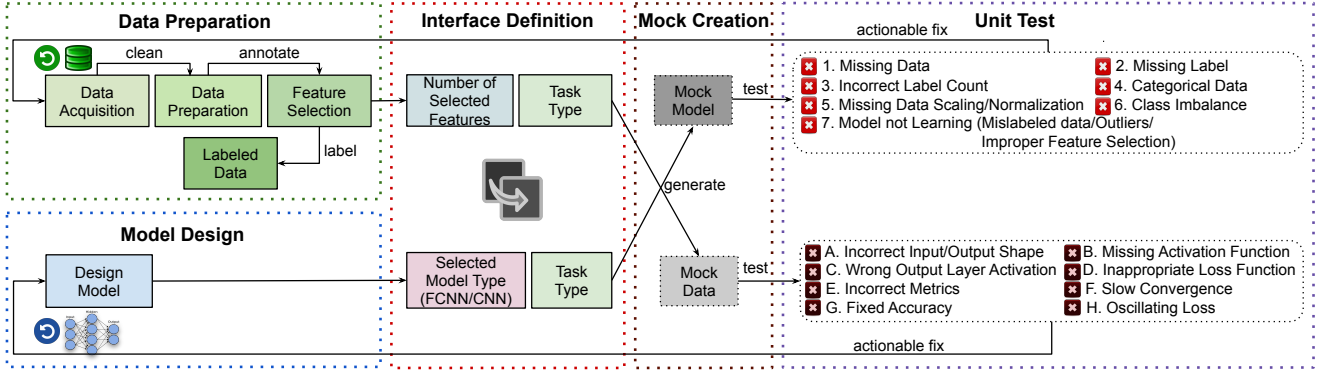 Data Preparation
Interface Definition
Mock Creation
Unit Test
actionable fix
clean
annotate
Data
Acquisition
Data
Preparation
Feature
Selection
label
Labeled
Data
Number of
Selected
Features
Task
Type
Mock
Model
test
1. Missing Data
2. Missing Label
3. Incorrect Label Count
4. Categorical Data
5. Missing Data Scaling/Normalization
6. Class Imbalance
7. Model not Learning (Mislabeled data/Outliers/
Improper Feature Selection)
generate
Model Design
Design
Model
Selected
Model Type
(FCNN/CNN)
Task
Type
Mock
Data
test
A. Incorrect Input/Output Shape
B. Missing Activation Function
C. Wrong Output Layer Activation
D. Inappropriate Loss Function
E. Incorrect Metrics
F. Slow Convergence
G. Fixed Accuracy
H. Oscillating Loss
actionable fix